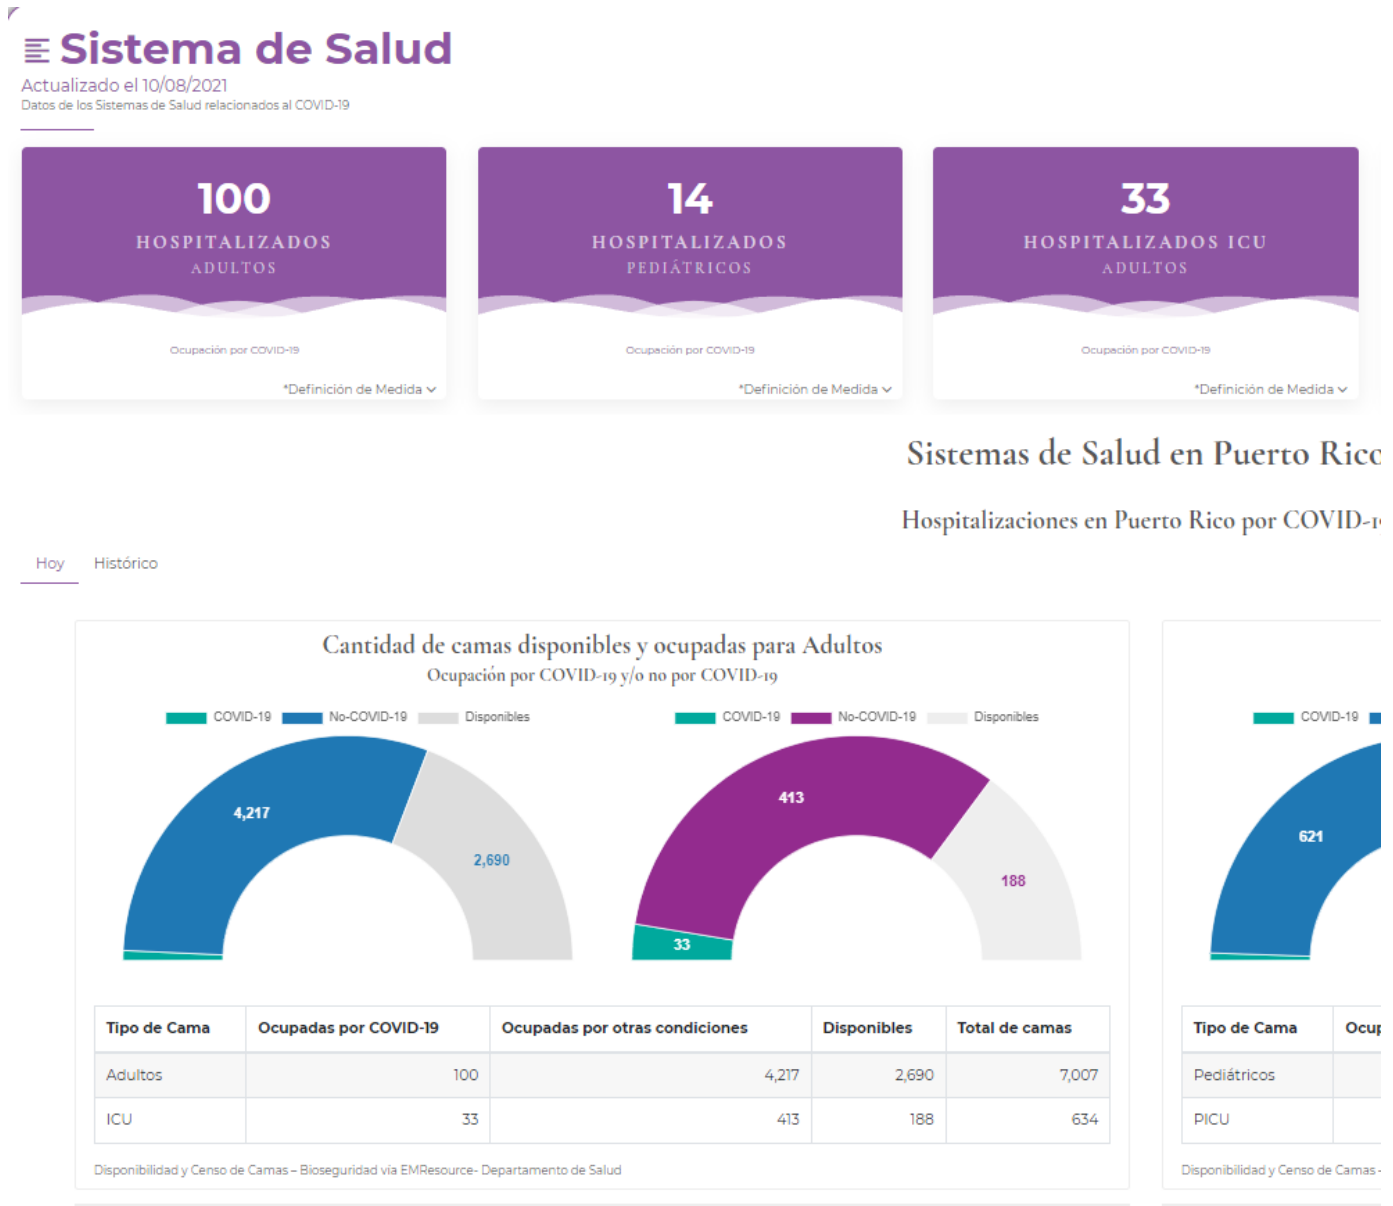 Sistema de Salud
Actualizado el 10/08/2021
Datos de los Sistemas de Salud relacionados al COVID-19
100
HOSPITALIZADOS
ADULTOS
Ocupación por COVID-19
*Definición de Medida
14
HOSPITALIZADOS
PEDIÁTRICOS
Ocupación por COVID-19
*Definición de Medida
33
HOSPITALIZADOS ICU
ADULTOS
Ocupación por COVID-19
*Definición de Medida
Sistemas de Salud en Puerto Rico
Hospitalizaciones en Puerto Rico por COVID-19
Hoy Histórico
Cantidad de camas disponibles y ocupadas para Adultos
Ocupación por COVID-19 y/o no por COVID-19
COVID-19 No-COVID-19 Disponibles
4,217
2,690
COVID-19 No-COVID-19 Disponibles
413
188
33
Tipo de Cama Ocupadas por COVID-19 Ocupadas por otras condiciones Disponibles Total de camas
Adultos 100 4,217 2,690 7,007
ICU 33 413 188 634
Disponibilidad y Censo de Camas – Bioseguridad vía EMResource- Departamento de Salud
COVID-19
621
Tipo de Cama
Pediátricos
PICU
Disponibilidad y Censo de Camas -